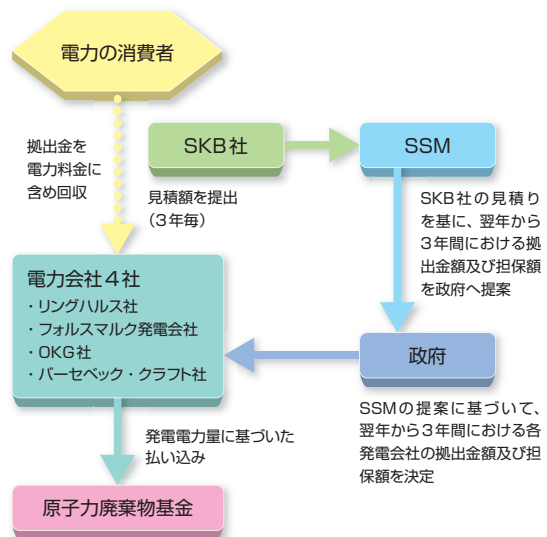 電力の消費者
拠出金を
電力料金に
含め回収
SKB社
見積額を提出
(3年毎)
SSM
SKB社の見積り
を基に、翌年から
3年間における拠
出金額及び担保額
を政府へ提案
電力会社4社
・リングハルス社
・フォルスマルク発電会社
・OKG社
・バーセベック・クラフト社
政府
SSMの提案に基づいて、
翌年から3年間における各
発電会社の拠出金額及び担
保額を決定
発電電力量に基づいた
払い込み
原子力廃棄物基金